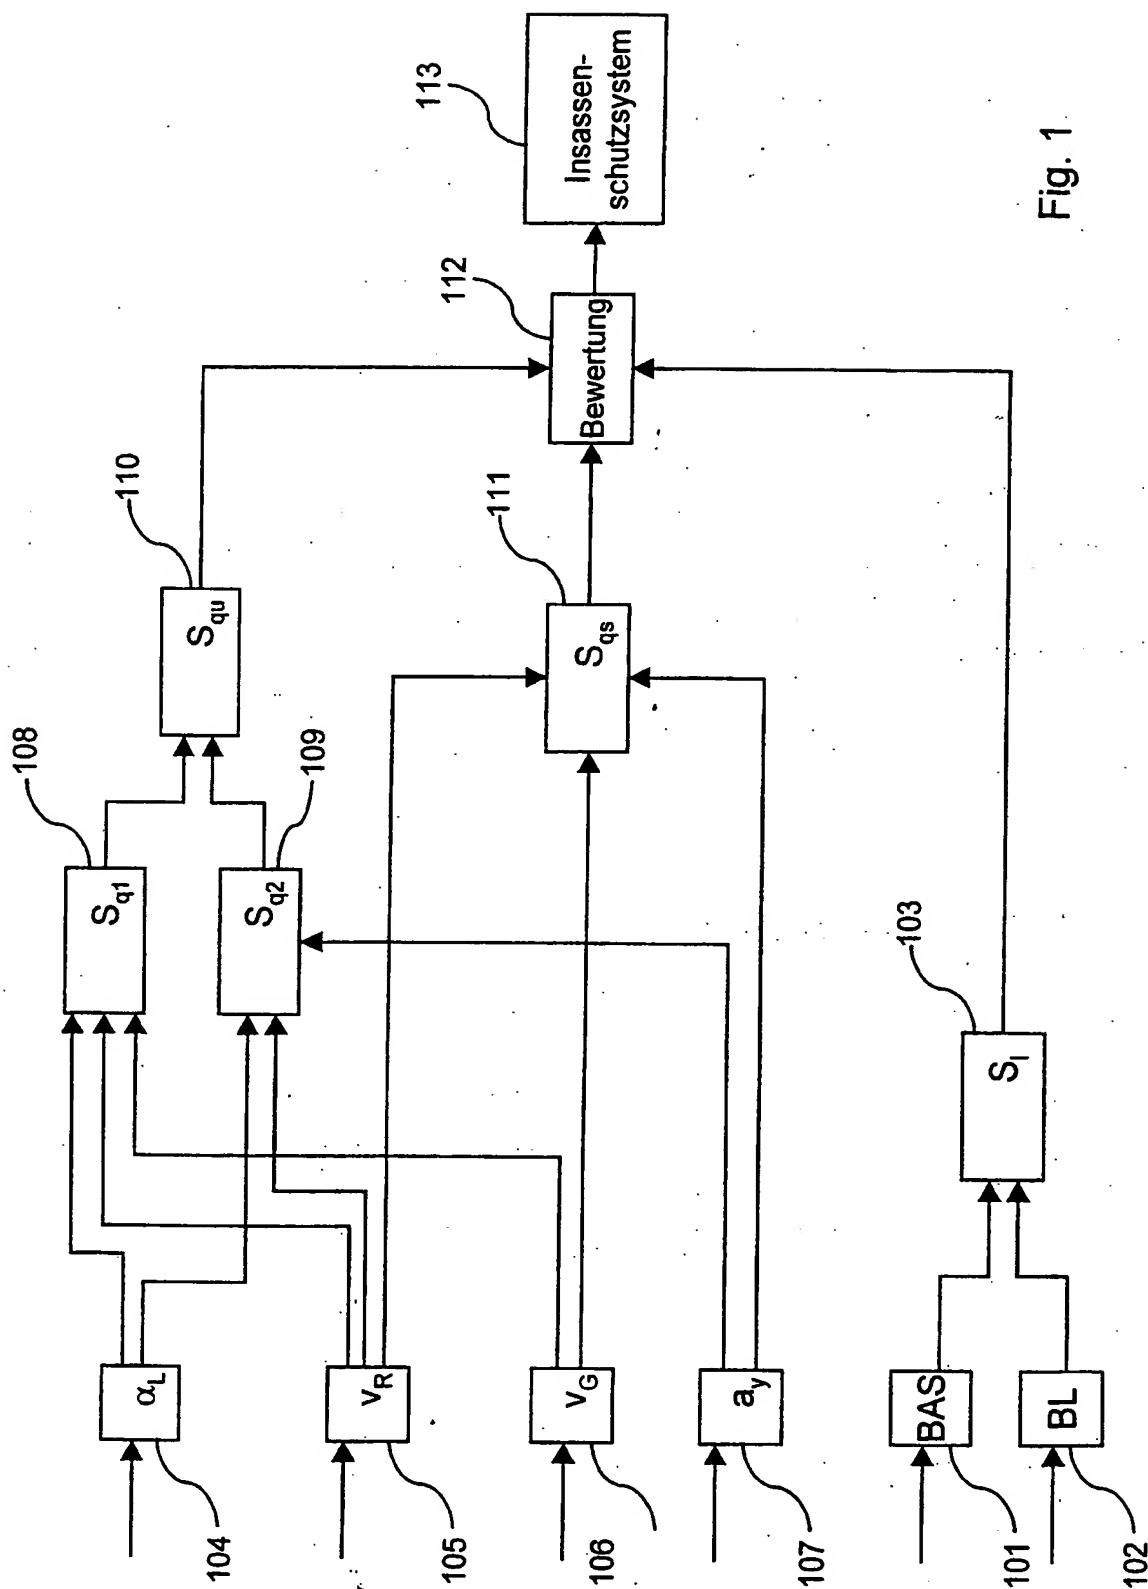 113
Insassen-
schutzsystem
112
Bewertung
110
S_qu
111
S_qs
108
S_q1
109
S_q2
103
S_l
104
α_L
105
v_R
106
v_G
107
a_y
101
BAS
102
BL
Fig. 1